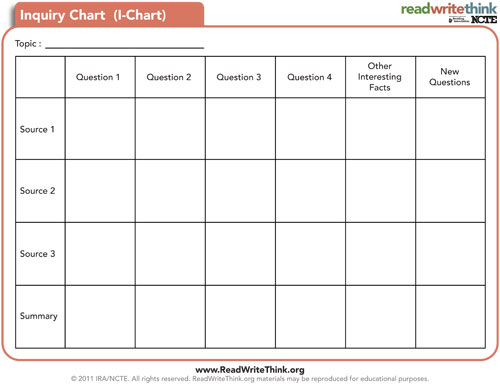 Inquiry Chart (I-Chart)
readwritethink
NCTE
Topic :
Question 1
Question 2
Question 3
Question 4
Other
Interesting
Facts
New
Questions
Source 1
Source 2
Source 3
Summary
www.ReadWriteThink.org
© 2011 IRA/NCTE. All rights reserved. ReadWriteThink.org materials may be reproduced for educational purposes.